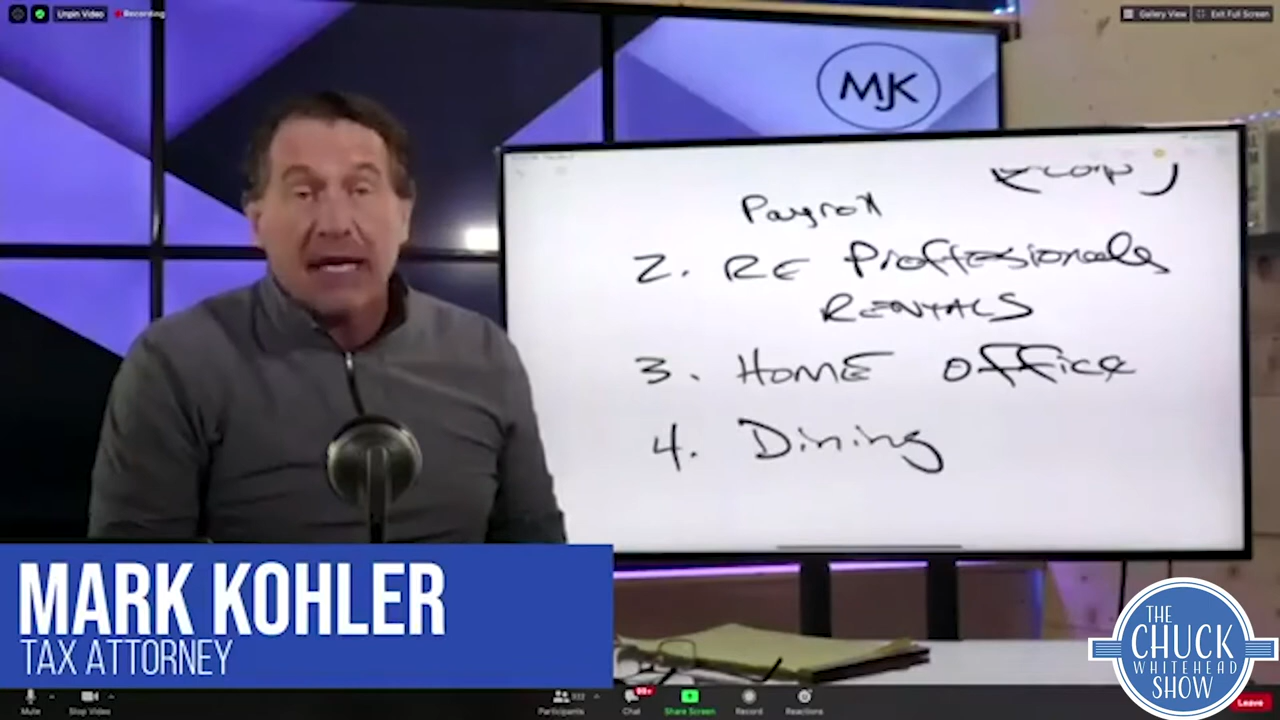 Unpin Video
Recording
Gallery View
Exit Full Screen
MJK
Payroll
2. RE Proffesionals
RENTALS
3. HOME office
4. Dining
MARK KOHLER
TAX ATTORNEY
THE
CHUCK
WHITEHEAD
SHOW
Mute
Stop Video
Participants
Chat
99+
Share Screen
Record
Reactions
Leave